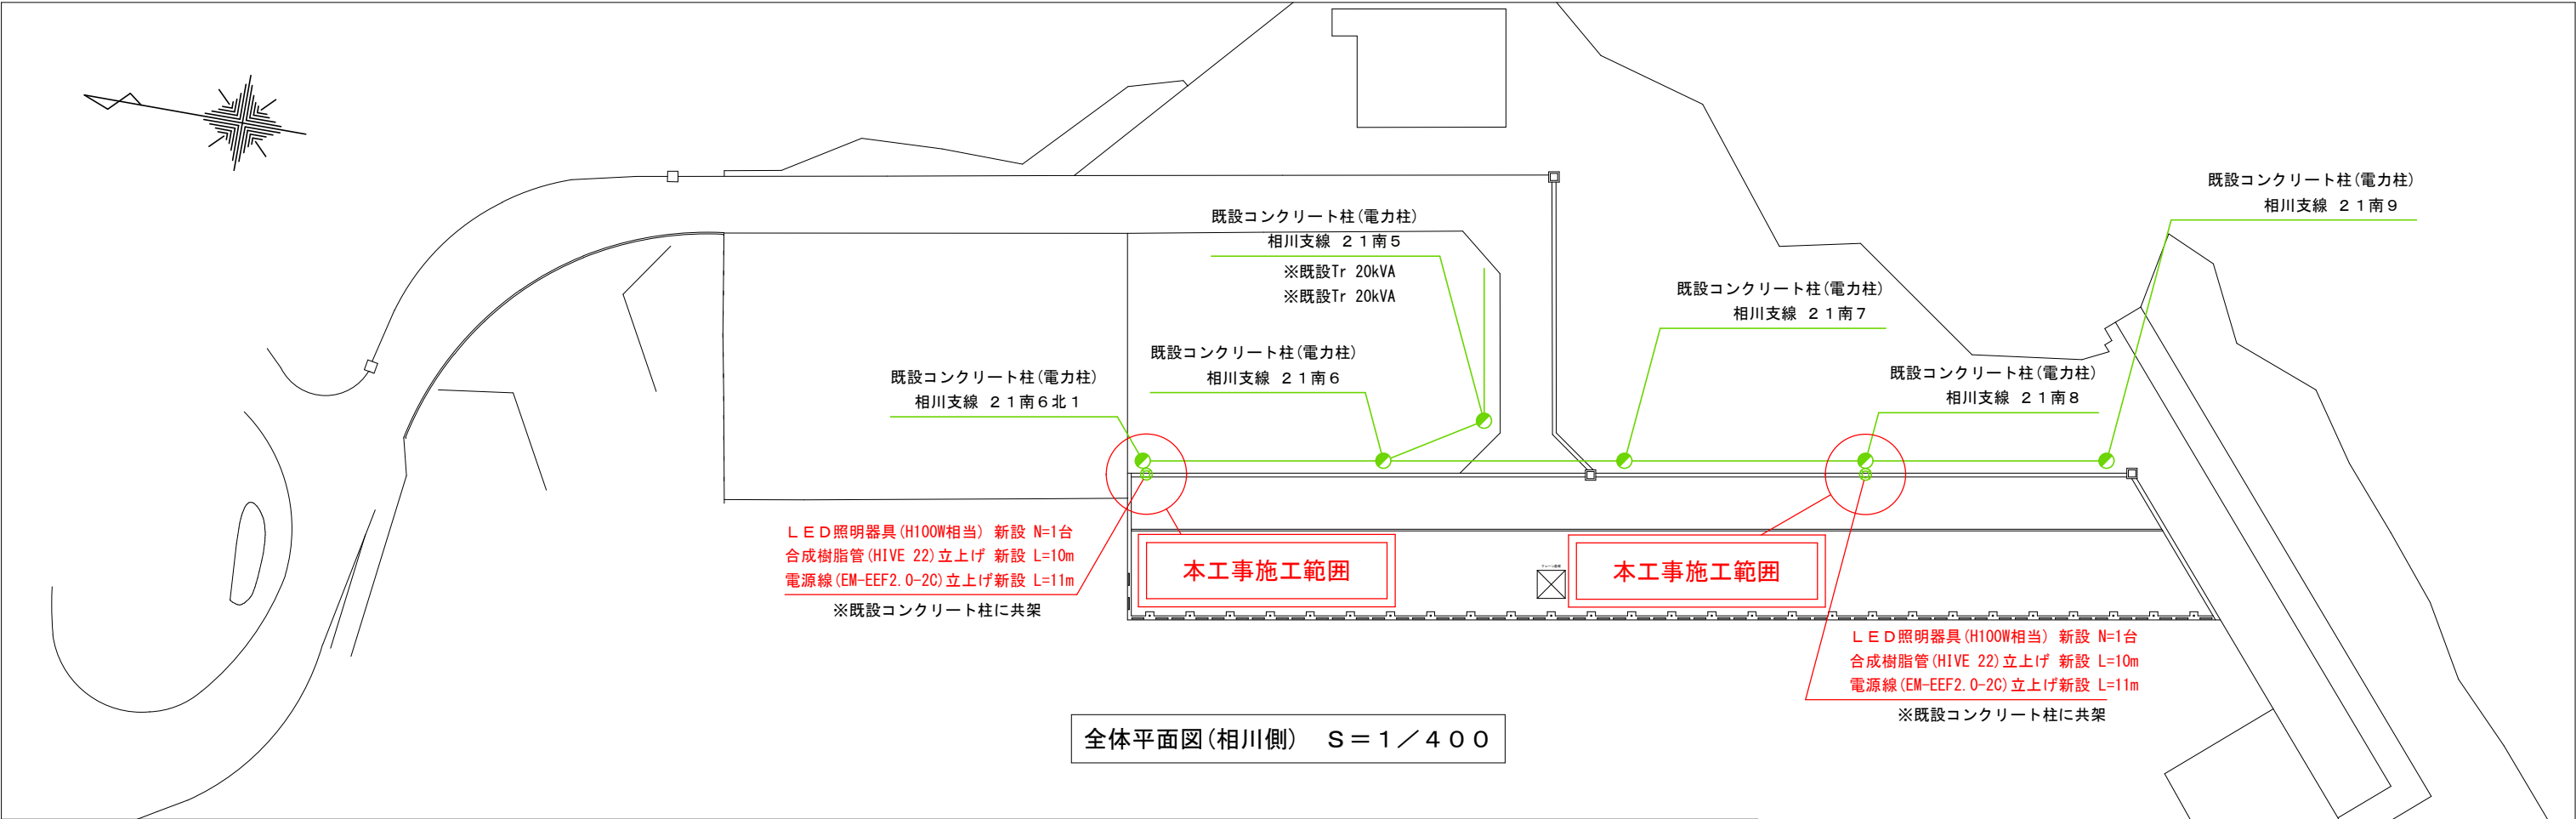 既設コンクリート柱(電力柱)
相川支線 ２１南９
既設コンクリート柱(電力柱)
相川支線 ２１南５
※既設Tr 20kVA
※既設Tr 20kVA
既設コンクリート柱(電力柱)
相川支線 ２１南７
既設コンクリート柱(電力柱)
相川支線 ２１南６
既設コンクリート柱(電力柱)
相川支線 ２１南６北１
既設コンクリート柱(電力柱)
相川支線 ２１南８
ＬＥＤ照明器具(H100W相当) 新設 N=1台
合成樹脂管(HIVE 22)立上げ 新設 L=10m
電源線(EM-EEF2.0-2C)立上げ新設 L=11m
※既設コンクリート柱に共架
本工事施工範囲
本工事施工範囲
ＬＥＤ照明器具(H100W相当) 新設 N=1台
合成樹脂管(HIVE 22)立上げ 新設 L=10m
電源線(EM-EEF2.0-2C)立上げ新設 L=11m
※既設コンクリート柱に共架
全体平面図(相川側)　Ｓ＝１／４００